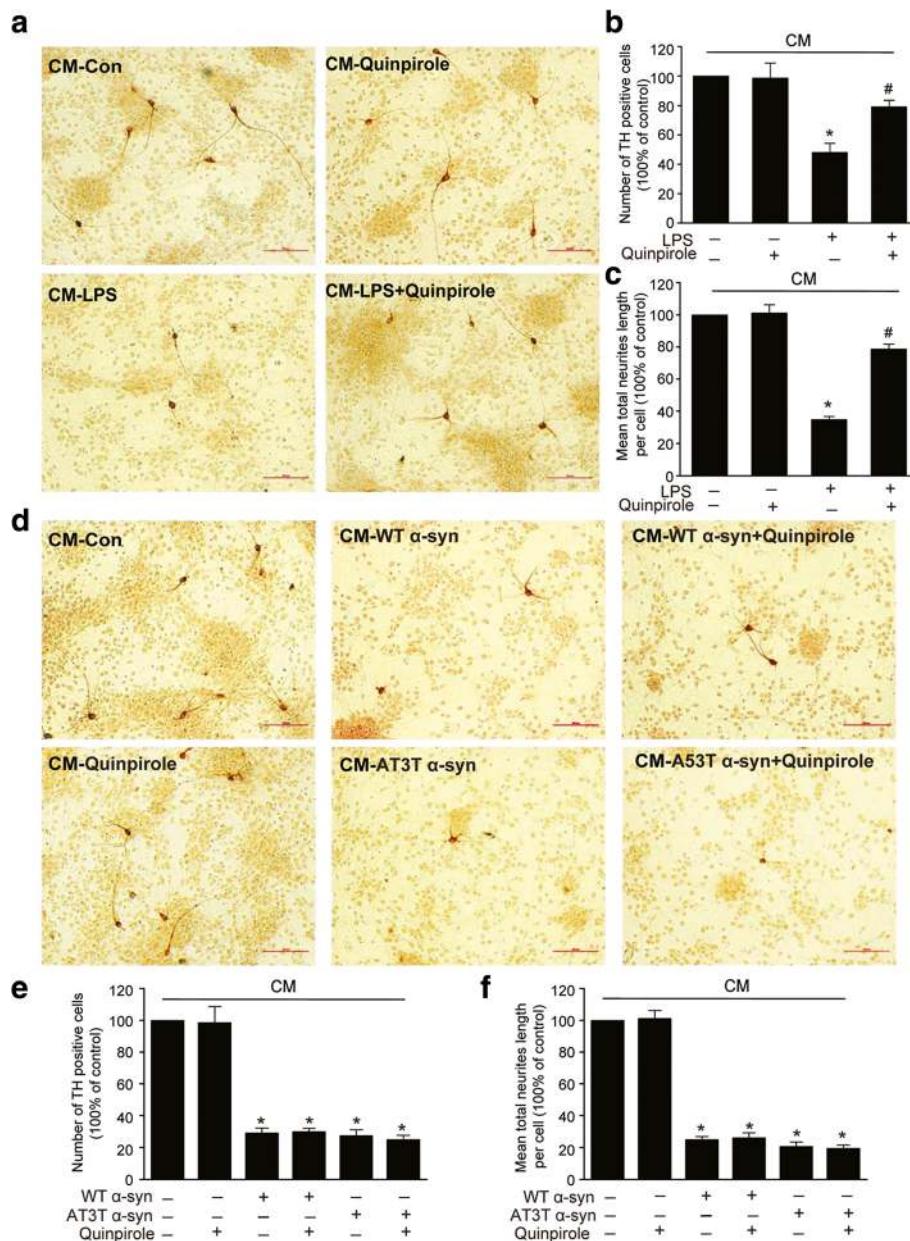 a
CM-Con
CM-Quinpirole
CM-LPS
CM-LPS+Quinpirole
b
CM
Number of TH positive cells
(100% of control)
120
100
80
60
40
20
0
*
#
LPS – – + +
Quinpirole – + – +
c
CM
Mean total neurites length
per cell (100% of control)
120
100
80
60
40
20
0
*
#
LPS – – + +
Quinpirole – + – +
d
CM-Con
CM-WT α-syn
CM-WT α-syn+Quinpirole
CM-Quinpirole
CM-AT3T α-syn
CM-A53T α-syn+Quinpirole
e
CM
Number of TH positive cells
(100% of control)
120
100
80
60
40
20
0
* * * *
WT α-syn – – + + – –
AT3T α-syn – – – – + +
Quinpirole – + – + – +
f
CM
Mean total neurites length
per cell (100% of control)
120
100
80
60
40
20
0
* * * *
WT α-syn – – + + – –
AT3T α-syn – – – – + +
Quinpirole – + – + – +